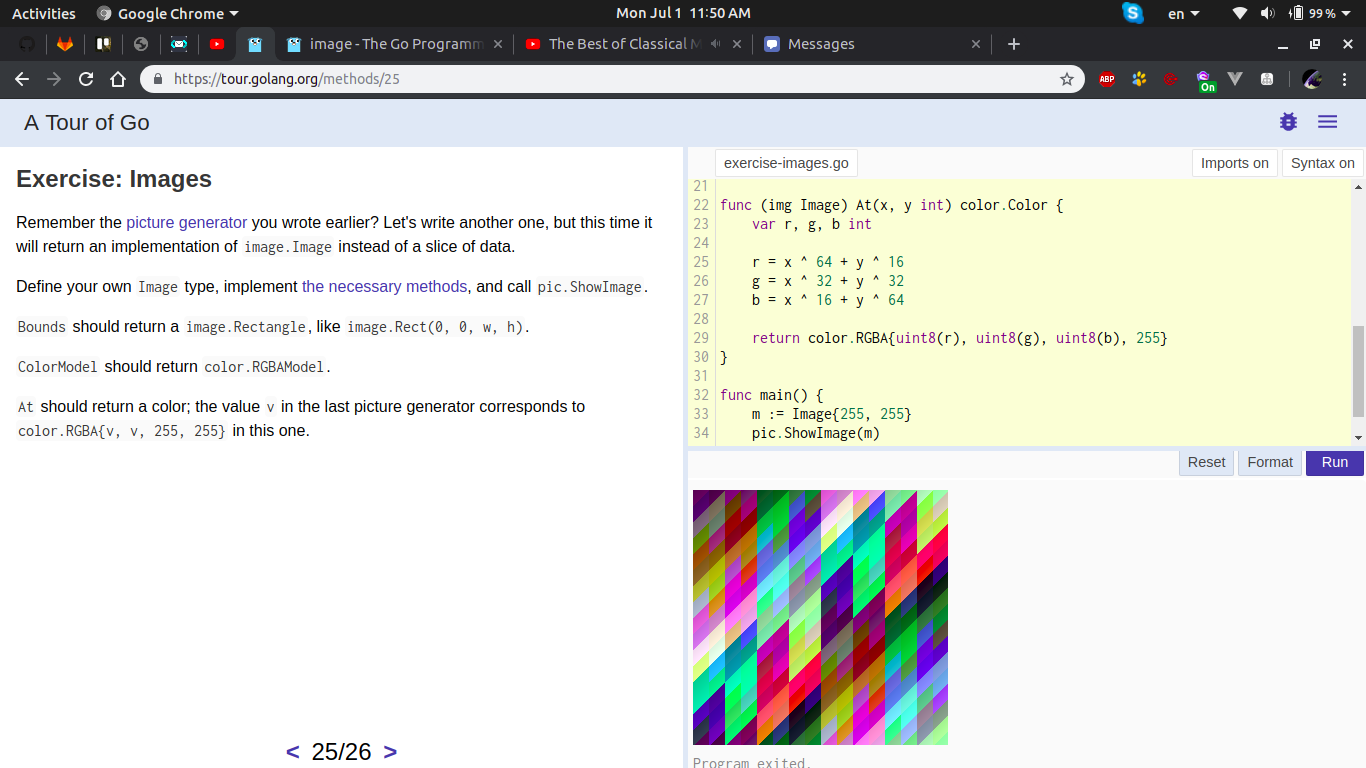 Activities Google Chrome Mon Jul 1 11:50 AM en 99 %
image - The Go Programm The Best of Classical M Messages
https://tour.golang.org/methods/25 ABP On
A Tour of Go
Exercise: Images
Remember the picture generator you wrote earlier? Let's write another one, but this time it
will return an implementation of image.Image instead of a slice of data.
Define your own Image type, implement the necessary methods, and call pic.ShowImage.
Bounds should return a image.Rectangle, like image.Rect(0, 0, w, h).
ColorModel should return color.RGBAModel.
At should return a color; the value v in the last picture generator corresponds to
color.RGBA{v, v, 255, 255} in this one.
< 25/26 >
exercise-images.go Imports on Syntax on
21
22 func (img Image) At(x, y int) color.Color {
23 var r, g, b int
24
25 r = x ^ 64 + y ^ 16
26 g = x ^ 32 + y ^ 32
27 b = x ^ 16 + y ^ 64
28
29 return color.RGBA{uint8(r), uint8(g), uint8(b), 255}
30 }
31
32 func main() {
33 m := Image{255, 255}
34 pic.ShowImage(m)
Reset Format Run
Program exited.